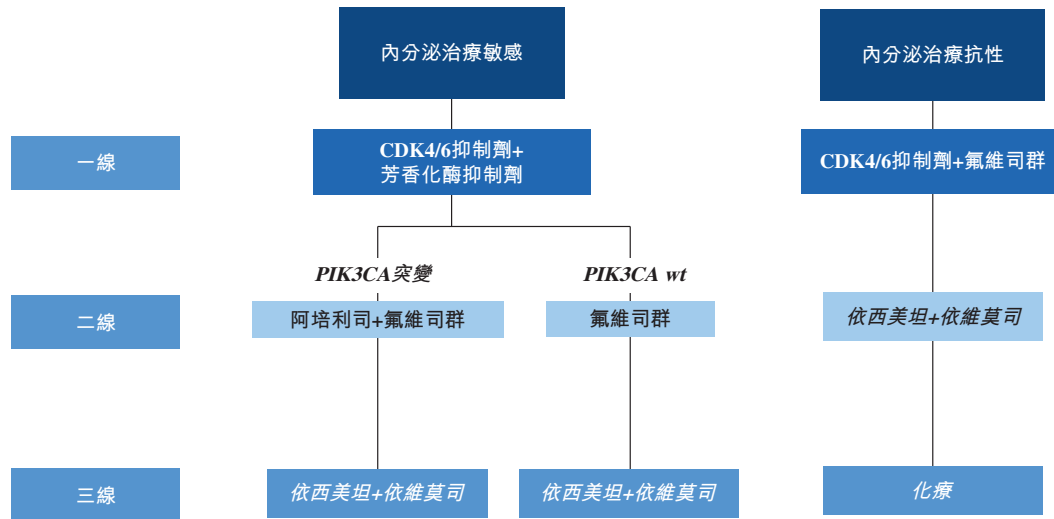 內分泌治療敏感
內分泌治療抗性
一線
CDK4/6抑制劑+
芳香化酶抑制劑
CDK4/6抑制劑+氟維司群
PIK3CA突變
PIK3CA wt
二線
阿培利司+氟維司群
氟維司群
依西美坦+依維莫司
三線
依西美坦+依維莫司
依西美坦+依維莫司
化療